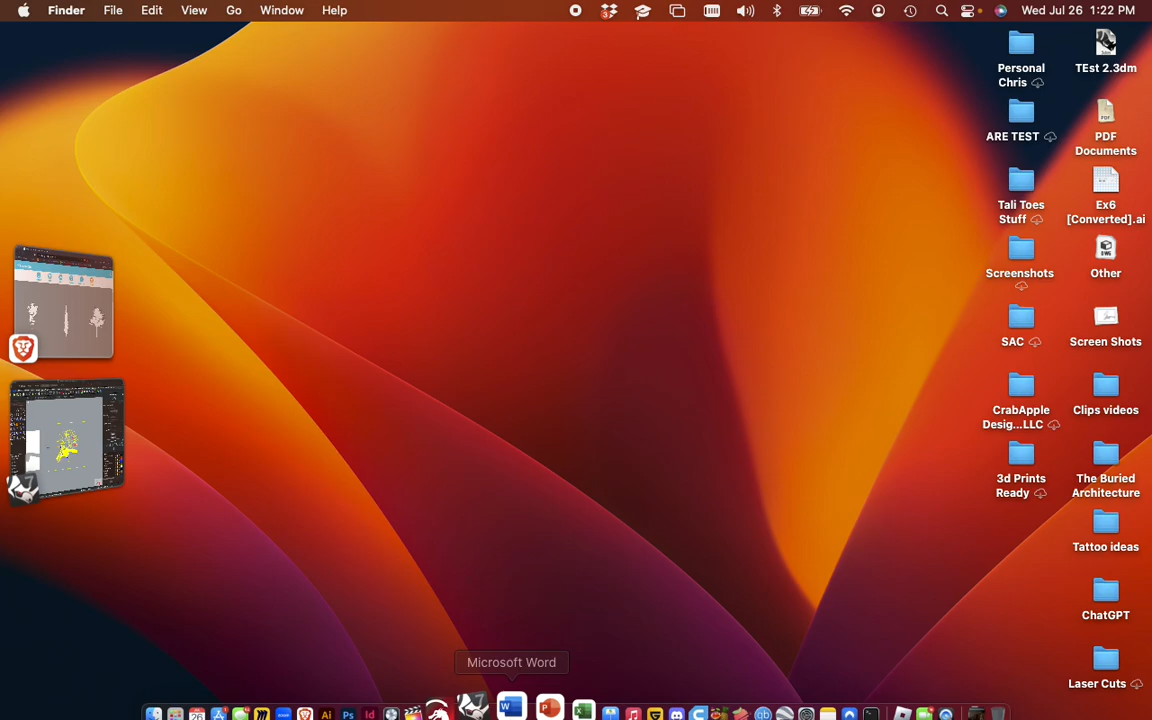 Finder File Edit View Go Window Help
Wed Jul 26 1:22 PM
Personal
Chris
TEst 2.3dm
ARE TEST
PDF
Documents
Tali Toes
Stuff
Ex6
[Converted].ai
Screenshots
Other
SAC
Screen Shots
CrabApple
Desig...LLC
Clips videos
3d Prints
Ready
The Buried
Architecture
Tattoo ideas
ChatGPT
Laser Cuts
Microsoft Word